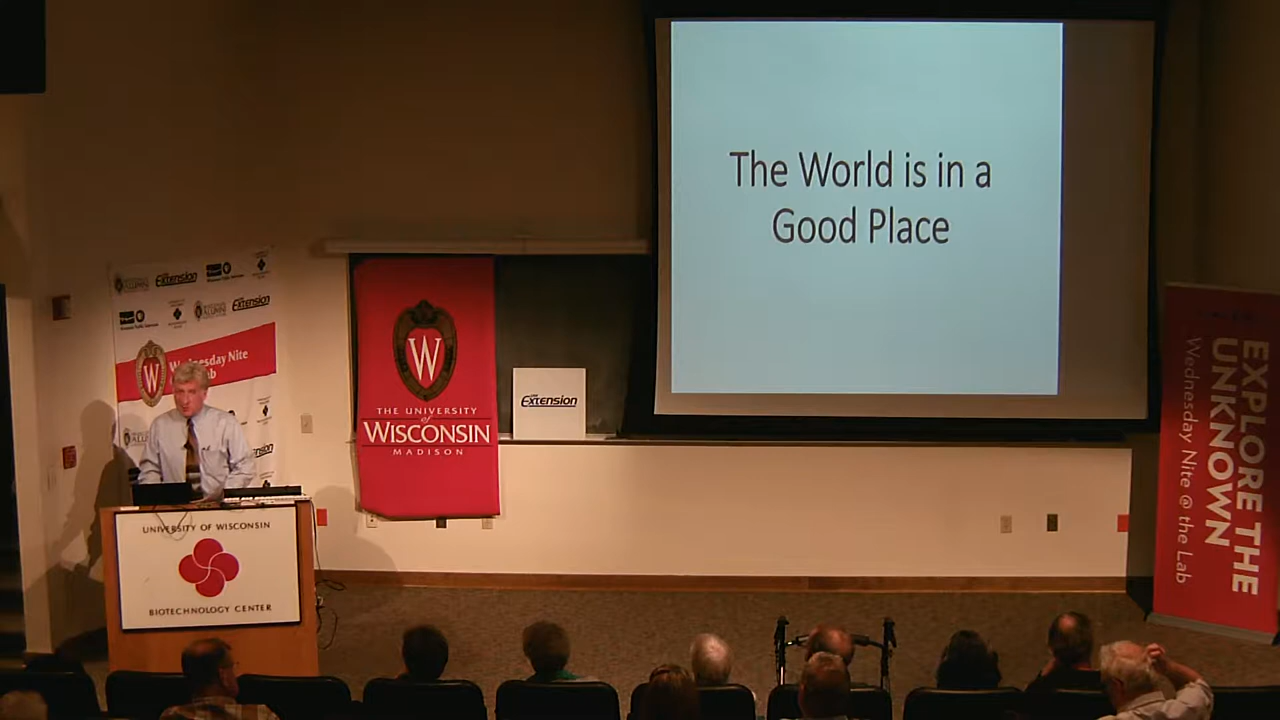 The World is in a
Good Place
Extension
Extension
Wednesday Nite
W
W
THE UNIVERSITY
of
WISCONSIN
MADISON
Extension
UNIVERSITY OF WISCONSIN
BIOTECHNOLOGY CENTER
EXPLORE THE
UNKNOWN
Wednesday Nite @ the Lab